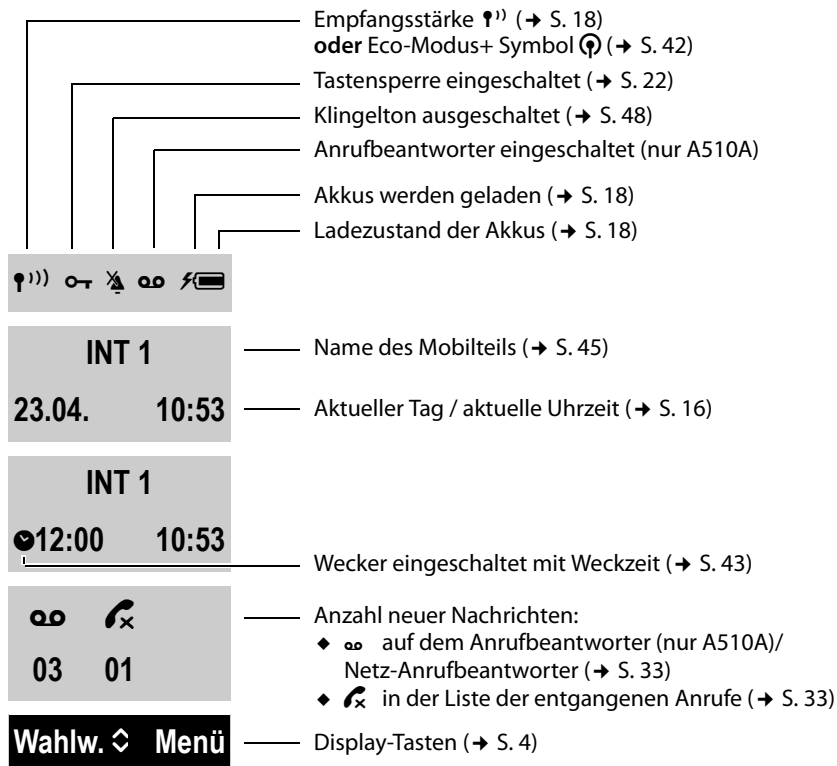 Empfangsstärke (➔ S. 18)
oder Eco-Modus+ Symbol (➔ S. 42)
Tastensperre eingeschaltet (➔ S. 22)
Klingelton ausgeschaltet (➔ S. 48)
Anrufbeantworter eingeschaltet (nur A510A)
Akkus werden geladen (➔ S. 18)
Ladezustand der Akkus (➔ S. 18)
INT 1
Name des Mobilteils (➔ S. 45)
23.04. 10:53
Aktueller Tag / aktuelle Uhrzeit (➔ S. 16)
INT 1
12:00 10:53
Wecker eingeschaltet mit Weckzeit (➔ S. 43)
Anzahl neuer Nachrichten:
◆ auf dem Anrufbeantworter (nur A510A)/
Netz-Anrufbeantworter (➔ S. 33)
◆ in der Liste der entgangenen Anrufe (➔ S. 33)
03 01
Wahlw. Menü
Display-Tasten (➔ S. 4)